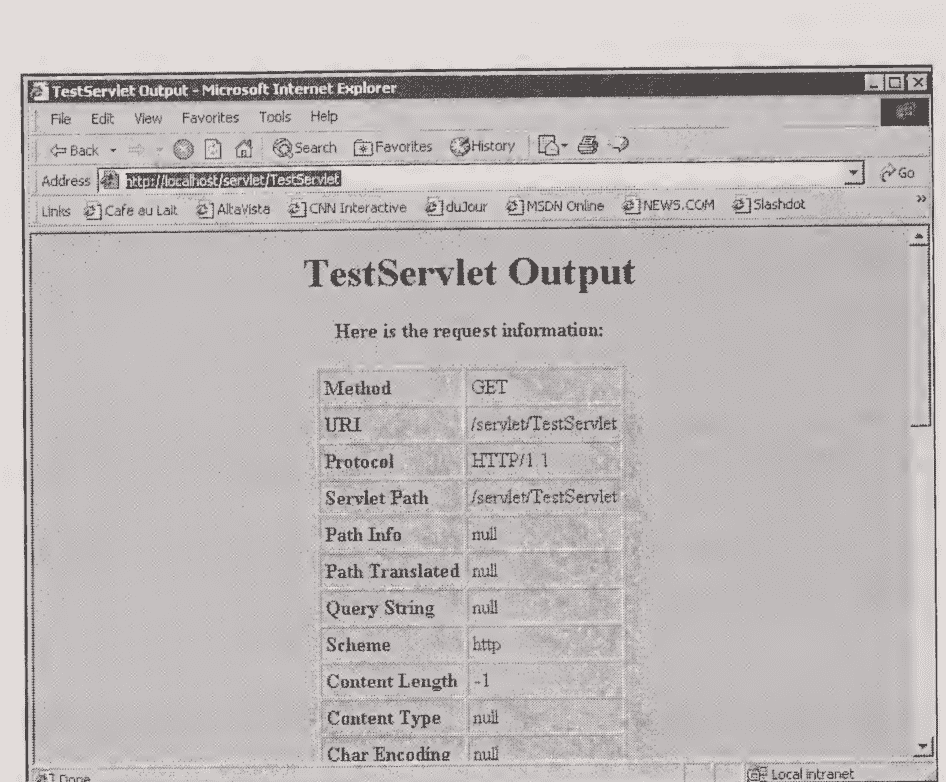 TestServlet Output - Microsoft Internet Explorer
File Edit View Favorites Tools Help
Back Search Favorites History
Address http://localhost/servlet/TestServlet Go
Links Cafe au Lait AltaVista CNN Interactive duJour MSDN Online NEWS.COM Slashdot »
TestServlet Output
Here is the request information:
Method GET
URI /servlet/TestServlet
Protocol HTTP/1.1
Servlet Path /servlet/TestServlet
Path Info null
Path Translated null
Query String null
Scheme http
Content Length -1
Content Type null
Char Encoding null
Done Local intranet